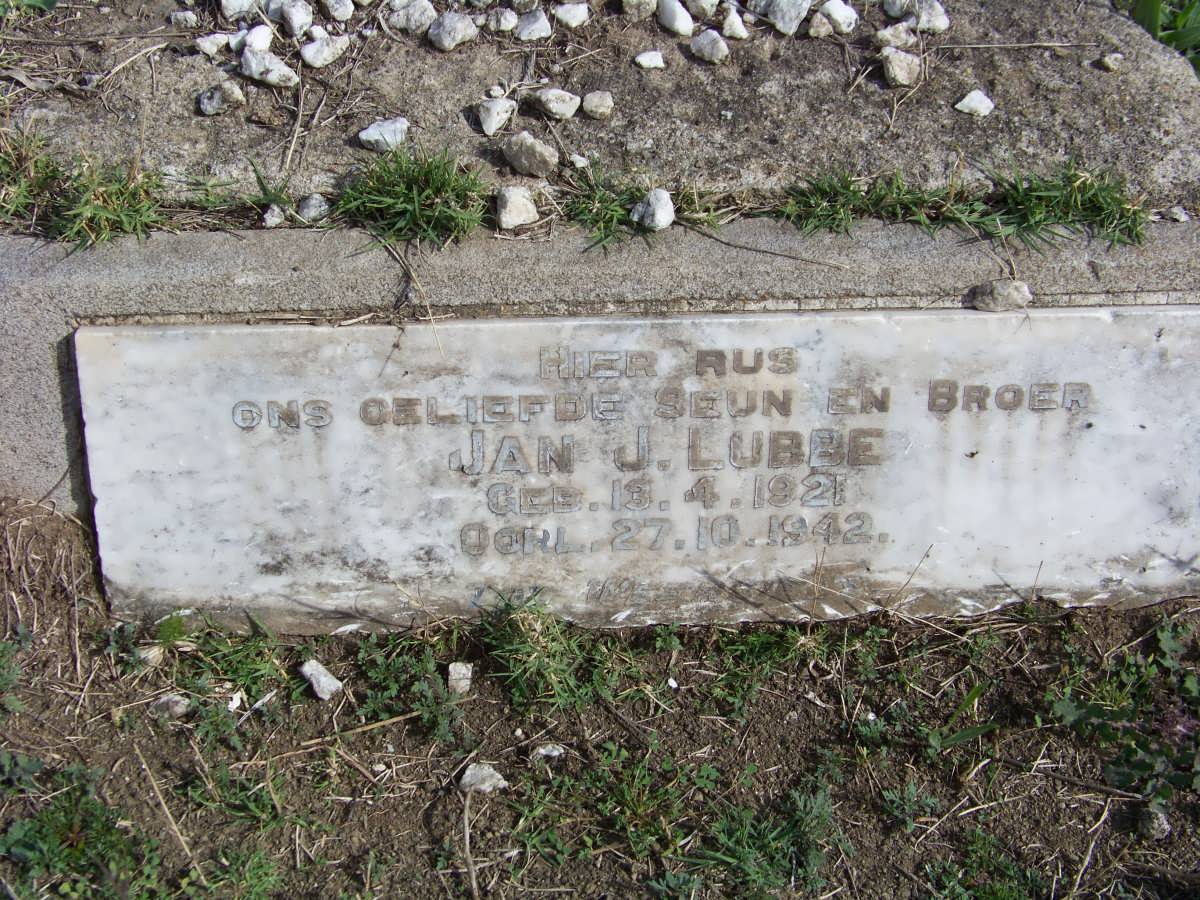 HIER RUS
ONS GELIEFDE SEUN EN BROER
JAN J. LUBBE
GEB. 13. 4. 1921
OORL. 27. 10. 1942.